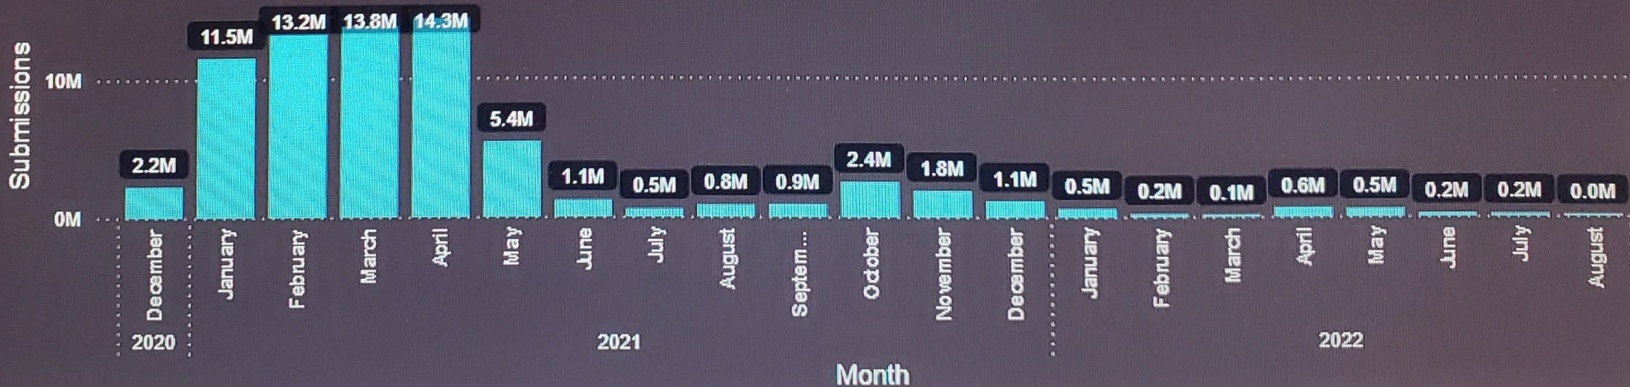 Submissions
10M
0M
2.2M
11.5M
13.2M
13.8M
14.3M
5.4M
1.1M
0.5M
0.8M
0.9M
2.4M
1.8M
1.1M
0.5M
0.2M
0.1M
0.6M
0.5M
0.2M
0.2M
0.0M
December
January
February
March
April
May
June
July
August
Septem...
October
November
December
January
February
March
April
May
June
July
August
2020
2021
2022
Month